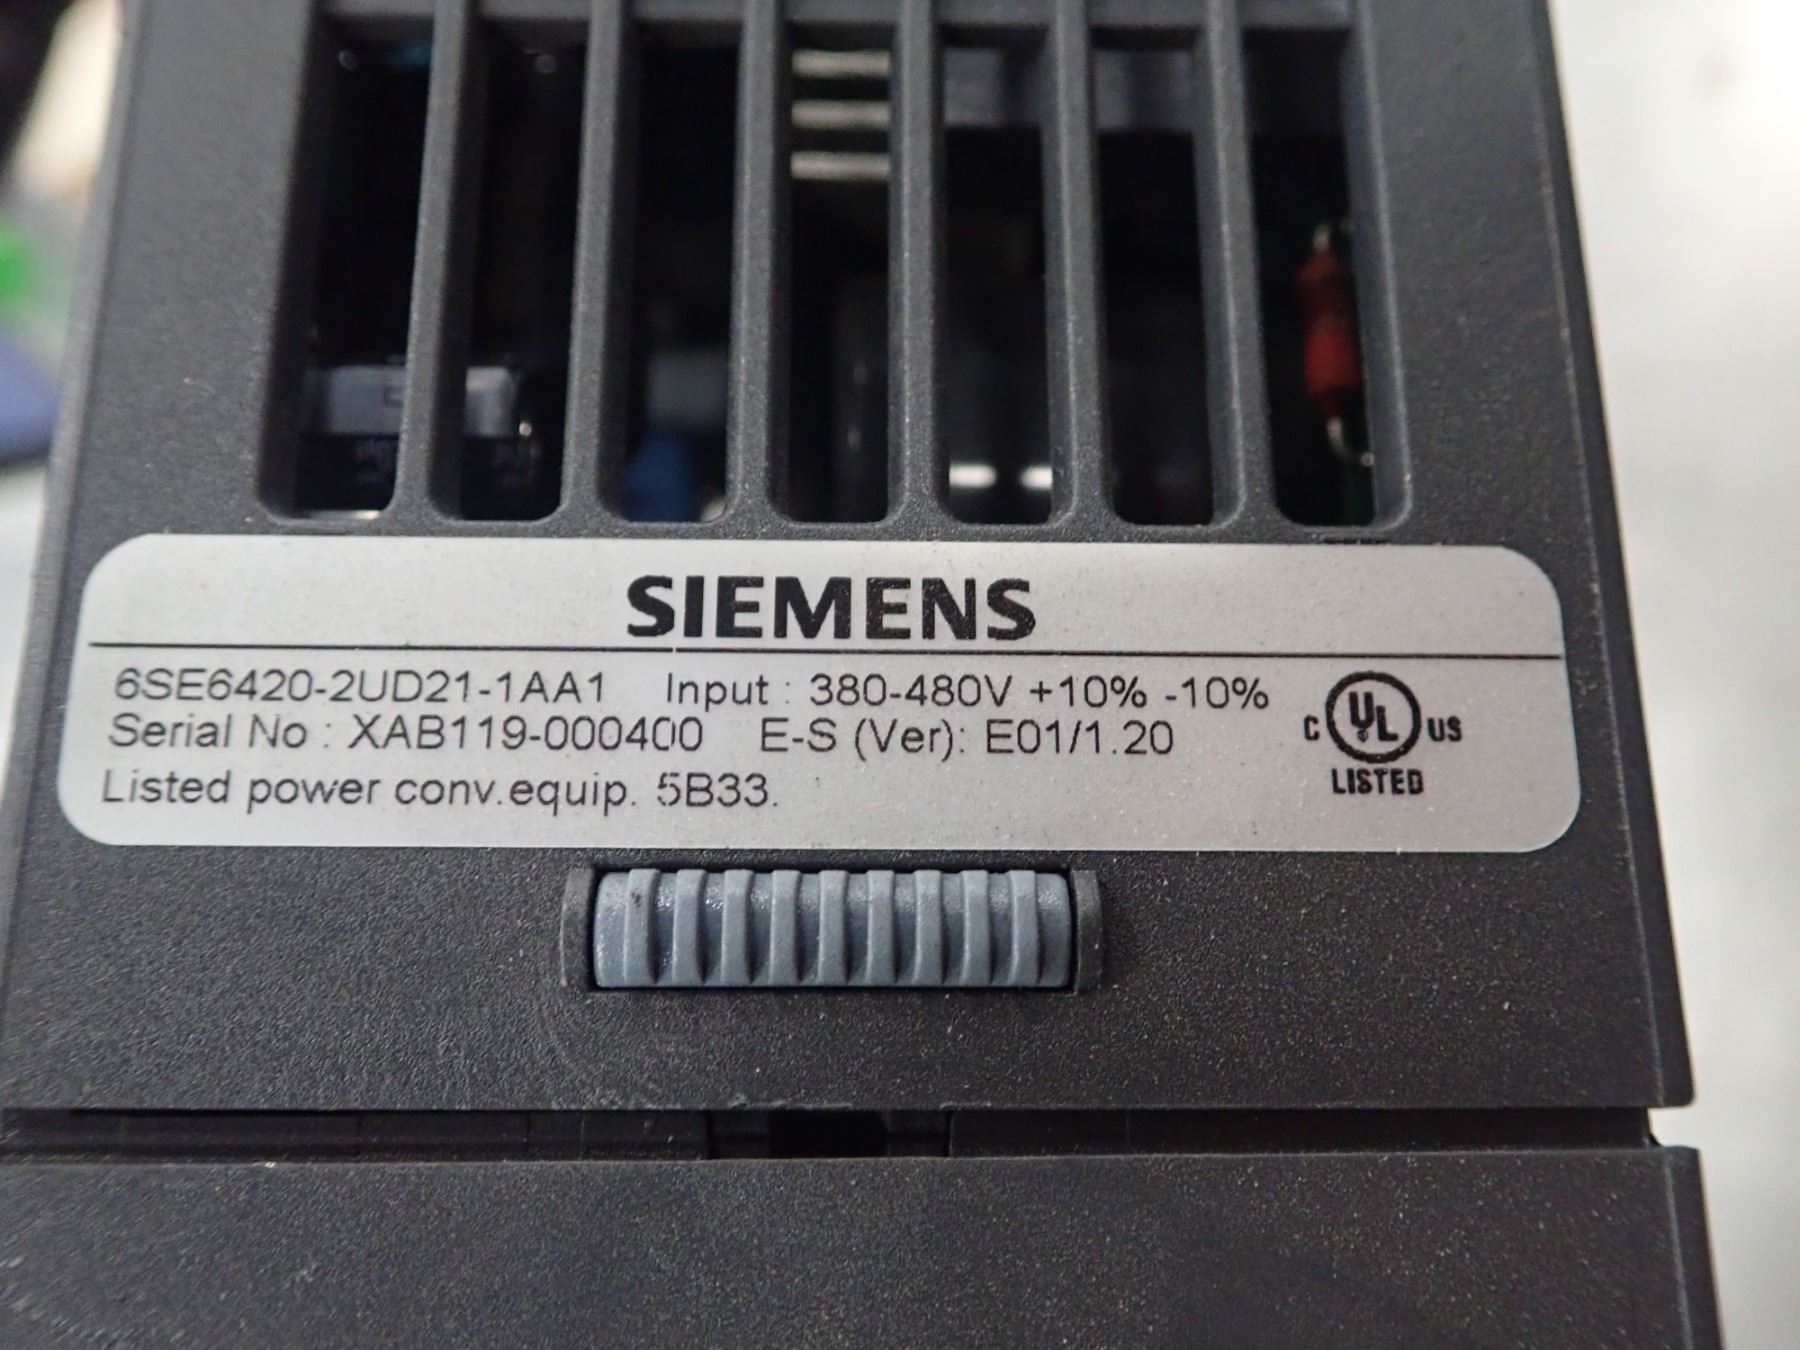 SIEMENS
6SE6420-2UD21-1AA1 Input : 380-480V +10% -10%
Serial No : XAB119-000400 E-S (Ver): E01/1.20
Listed power conv.equip. 5B33.
C UL US
LISTED